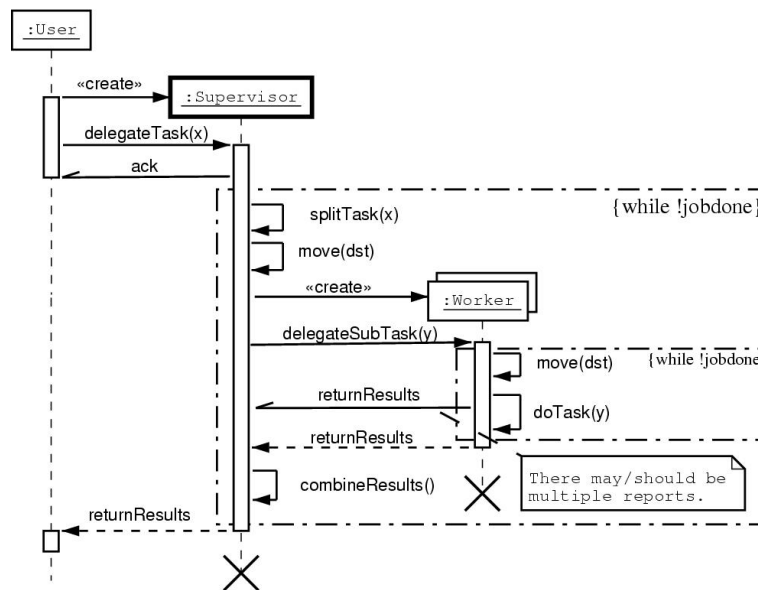 :User
«create»
:Supervisor
delegateTask(x)
ack
{while !jobdone}
splitTask(x)
move(dst)
«create»
:Worker
delegateSubTask(y)
move(dst)
{while !jobdone
returnResults
doTask(y)
returnResults
There may/should be
multiple reports.
combineResults()
returnResults